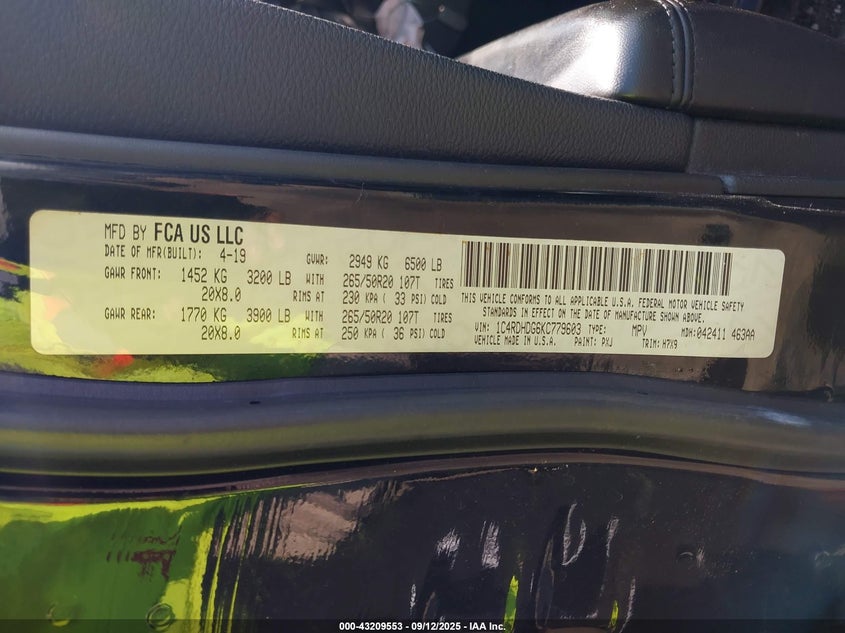 MFD BY FCA US LLC
DATE OF MFR(BUILT): 4-19 GVWR: 2949 KG 6500 LB
GAWR FRONT: 1452 KG 3200 LB WITH 265/50R20 107T TIRES
20X8.0 RIMS AT 230 KPA ( 33 PSI) COLD
GAWR REAR: 1770 KG 3900 LB WITH 265/50R20 107T TIRES
20X8.0 RIMS AT 250 KPA ( 36 PSI) COLD
THIS VEHICLE CONFORMS TO ALL APPLICABLE U.S.A. FEDERAL MOTOR VEHICLE SAFETY
STANDARDS IN EFFECT ON THE DATE OF MANUFACTURE SHOWN ABOVE.
VIN: 1C4RDHDG6KC779603 TYPE: MPV MDH: 042411 463AA
VEHICLE MADE IN U.S.A. PAINT: PXJ TRIM: H7X9
000-43209553 - 09/12/2025 - IAA Inc.